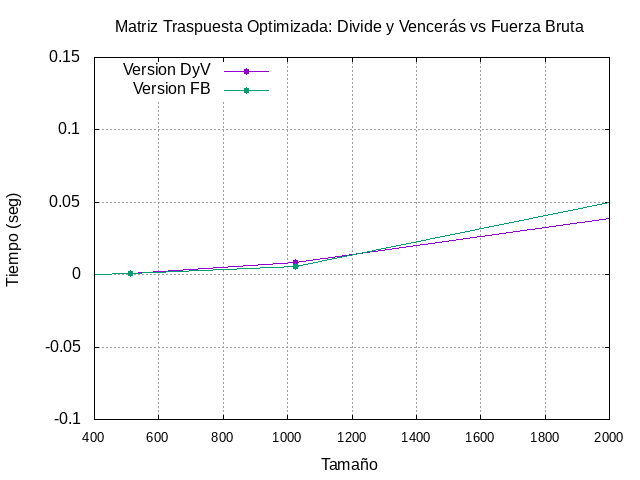 Matriz Traspuesta Optimizada: Divide y Vencerás vs Fuerza Bruta
0.15
Version DyV
Version FB
0.1
0.05
Tiempo (seg)
0
-0.05
-0.1
400 600 800 1000 1200 1400 1600 1800 2000
Tamaño